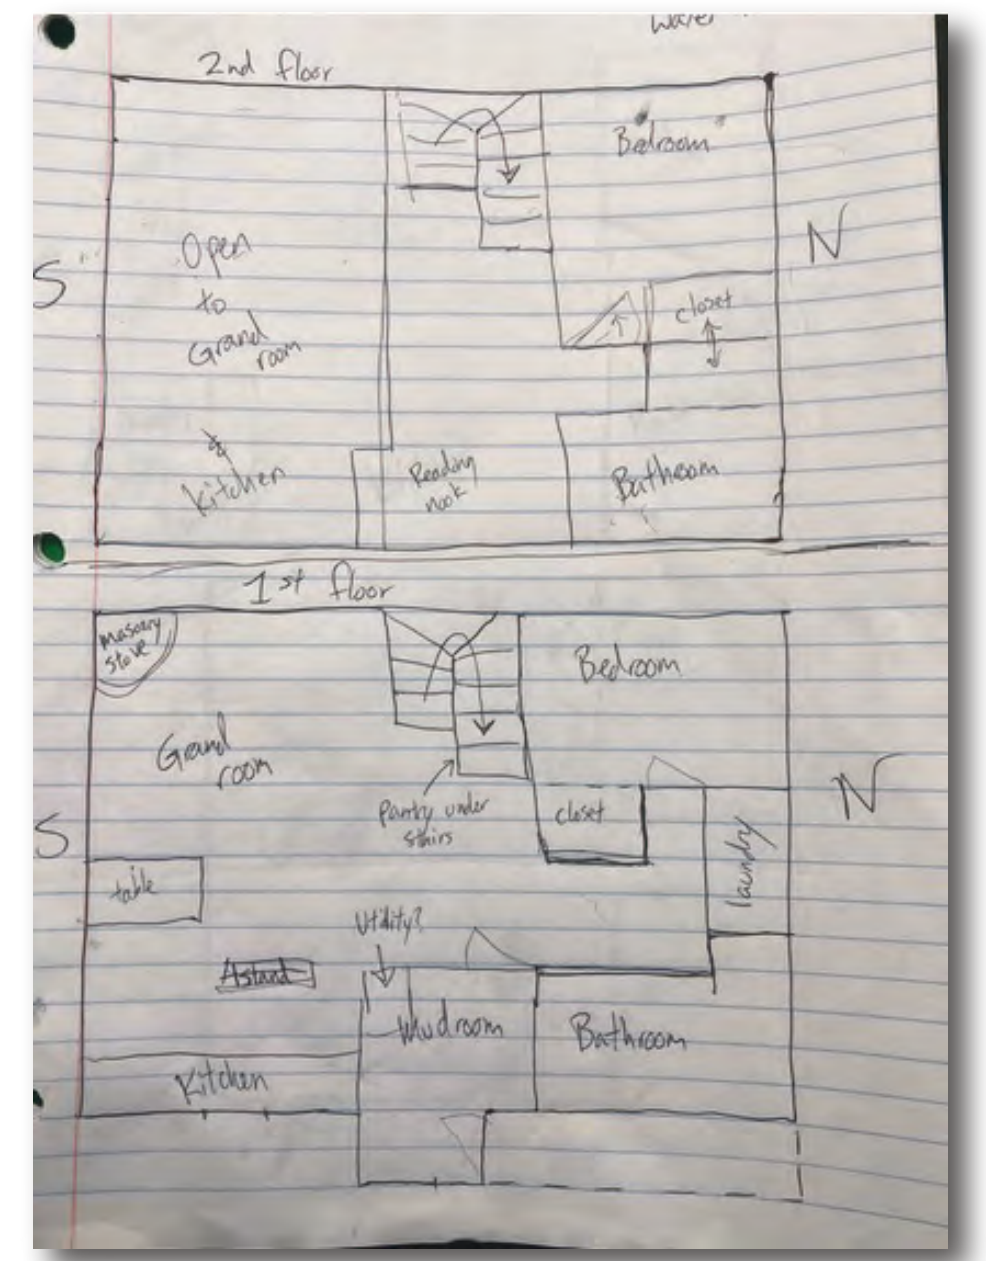 Water
2nd floor
Bedroom
N
Open
to
Grand
room
S
closet
&
Kitchen
Reading
nook
Bathroom
1st floor
masonry
stove
Bedroom
Grand
room
N
Pantry under
stairs
closet
S
laundry
table
Utility?
Island
Mudroom
Bathroom
Kitchen